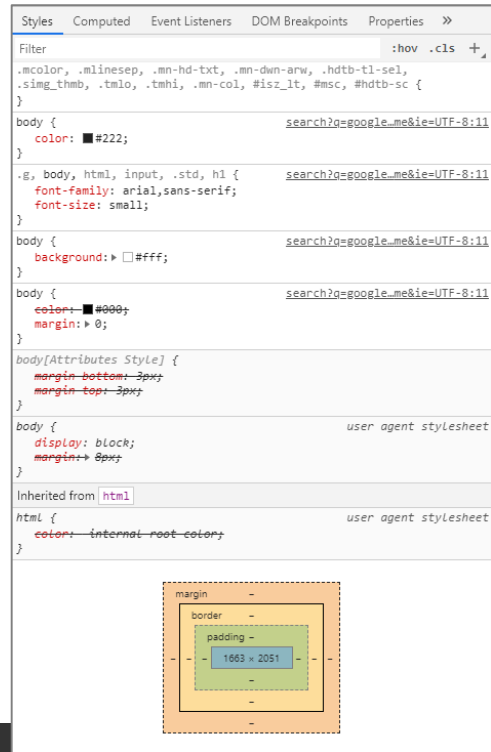 Styles Computed Event Listeners DOM Breakpoints Properties »
Filter :hov .cls +
.mcolor, .mlinesep, .mn-hd-txt, .mn-dwn-arw, .hdtb-tl-sel,
.simg_thmb, .tmlo, .tmhi, .mn-col, #isz_lt, #msc, #hdtb-sc {
}
body { search?q=google…me&ie=UTF-8:11
color: #222;
}
.g, body, html, input, .std, h1 { search?q=google…me&ie=UTF-8:11
font-family: arial,sans-serif;
font-size: small;
}
body { search?q=google…me&ie=UTF-8:11
background: #fff;
}
body { search?q=google…me&ie=UTF-8:11
color: #000;
margin: 0;
}
body[Attributes Style] {
margin-bottom: 3px;
margin-top: 3px;
}
body { user agent stylesheet
display: block;
margin: 8px;
}
Inherited from html
html { user agent stylesheet
color: -internal-root-color;
}
margin –
border –
padding –
– – – 1663 × 2051 – – –
–
–
–